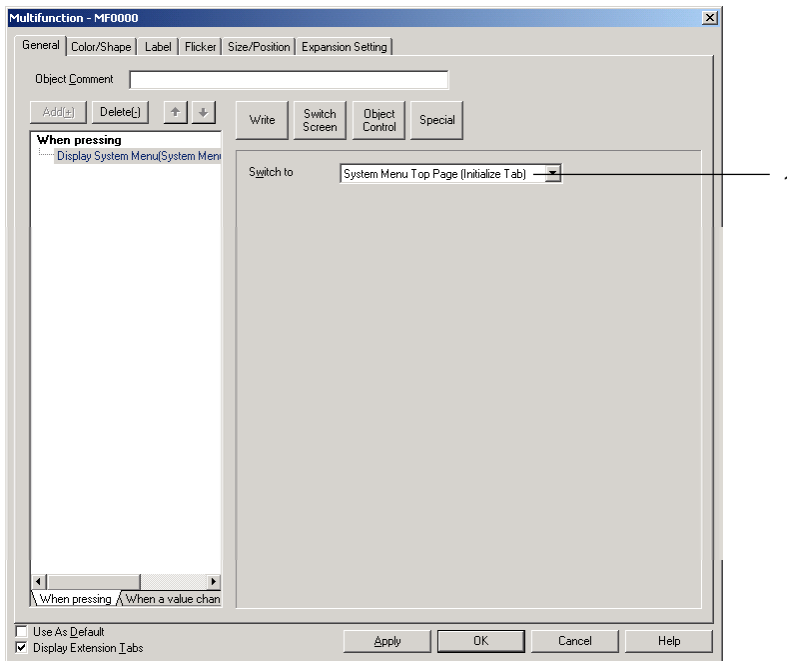 Multifunction - MF0000
General Color/Shape Label Flicker Size/Position Expansion Setting
Object Comment
Add(+) Delete(-)
Write Switch Screen Object Control Special
When pressing
Display System Menu(System Menu
Switch to System Menu Top Page (Initialize Tab)
When pressing When a value chan
Use As Default
Display Extension Tabs
Apply OK Cancel Help